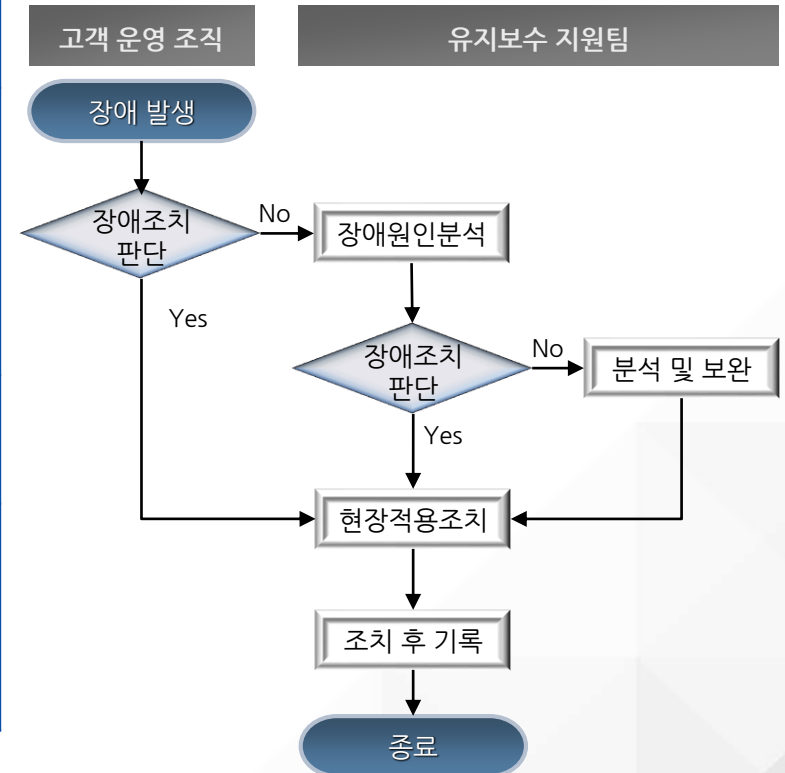 고객 운영 조직
유지보수 지원팀
장애 발생
장애조치
판단
No
장애원인분석
Yes
장애조치
판단
No
분석 및 보완
Yes
현장적용조치
조치 후 기록
종료